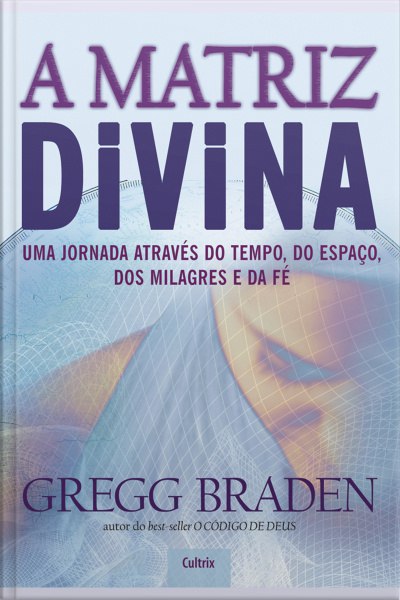 A MATRIZ
DiViNA
UMA JORNADA ATRAVÉS DO TEMPO, DO ESPAÇO,
DOS MILAGRES E DA FÉ
GREGG BRADEN
autor do best-seller O CÓDIGO DE DEUS
Cultrix